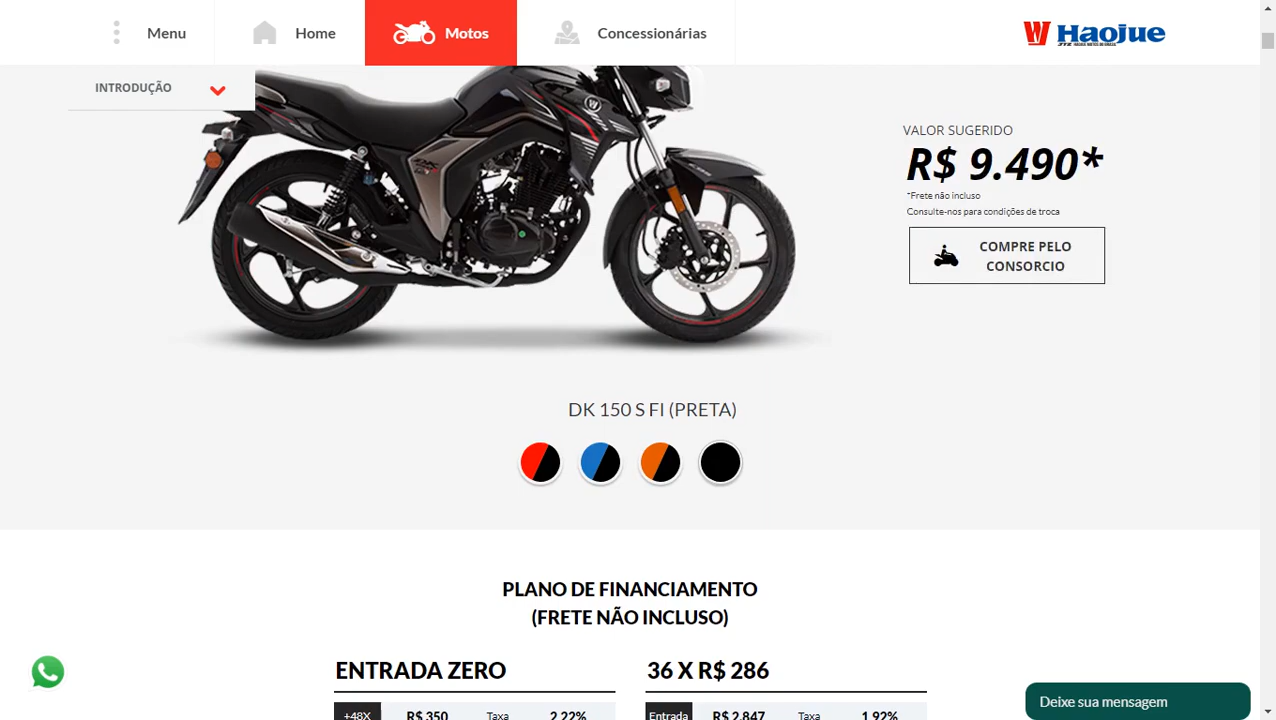 Menu
Home
Motos
Concessionárias
Haojue
INTRODUÇÃO
VALOR SUGERIDO
R$ 9.490*
*Frete não incluso
Consulte-nos para condições de troca
COMPRE PELO
CONSORCIO
DK 150 S FI (PRETA)
PLANO DE FINANCIAMENTO
(FRETE NÃO INCLUSO)
ENTRADA ZERO
36 X R$ 286
+48X R$ 350 Taxa 2.22%
Entrada R$ 2.847 Taxa 1.92%
Deixe sua mensagem